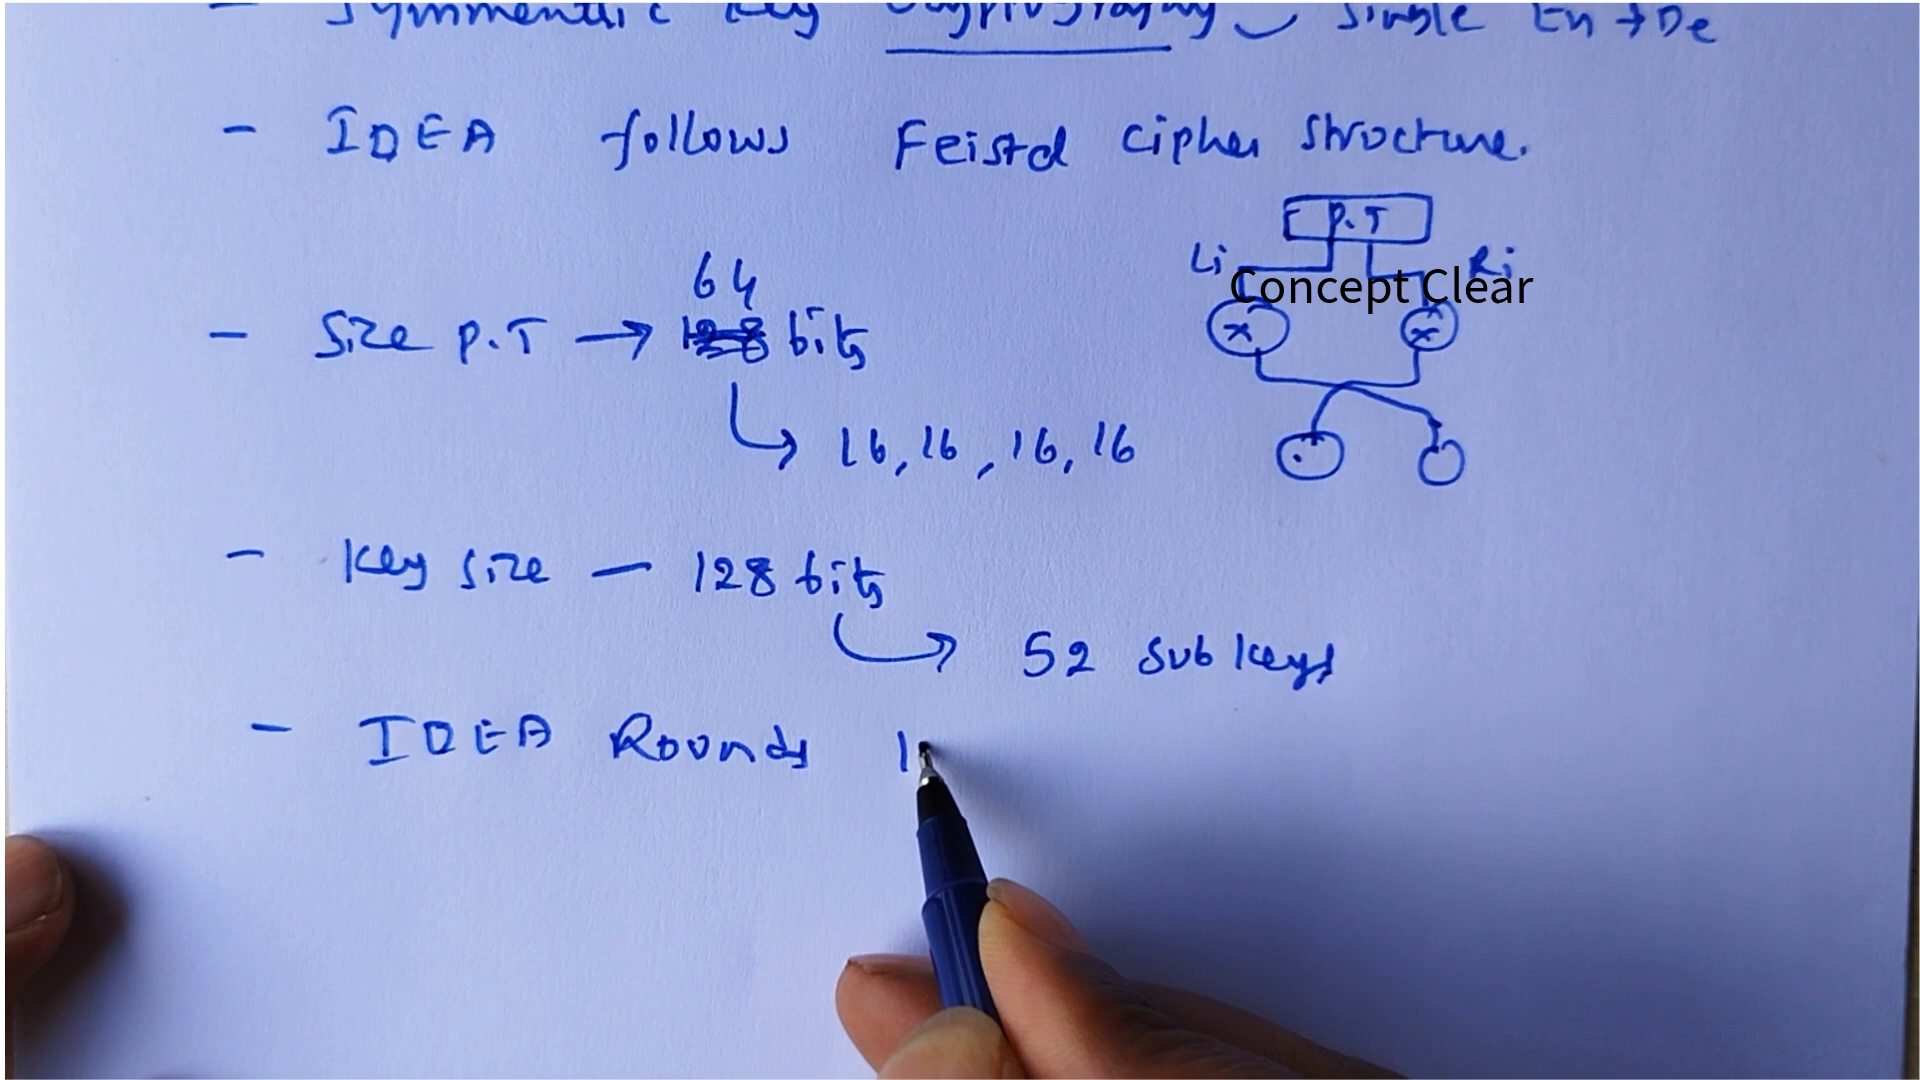 - Symmenthric key Cryptography Single En + De
- IDEA follows Feistel cipher structure.
P.T
Li Ri
Concept Clear
64
- Size P.T → 128 bits
16, 16, 16, 16
- Key size - 128 bits
52 sub keys
- IDEA Rounds 1